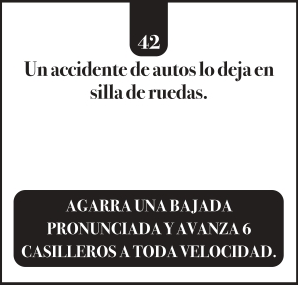 42
Un accidente de autos lo deja en
silla de ruedas.
AGARRA UNA BAJADA
PRONUNCIADA Y AVANZA 6
CASILLEROS A TODA VELOCIDAD.